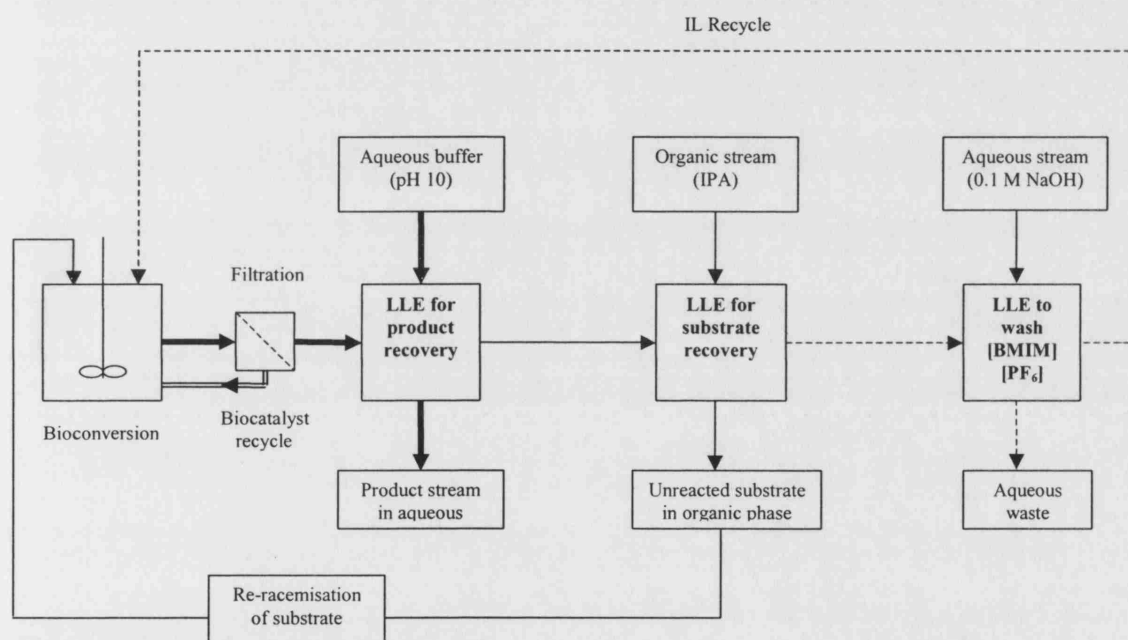 IL Recycle
Aqueous buffer
(pH 10)
Organic stream
(IPA)
Aqueous stream
(0.1 M NaOH)
Filtration
LLE for
product
recovery
LLE for
substrate
recovery
LLE to
wash
[BMIM]
[PF₆]
Bioconversion
Biocatalyst
recycle
Product stream
in aqueous
Unreacted substrate
in organic phase
Aqueous
waste
Re-racemisation
of substrate